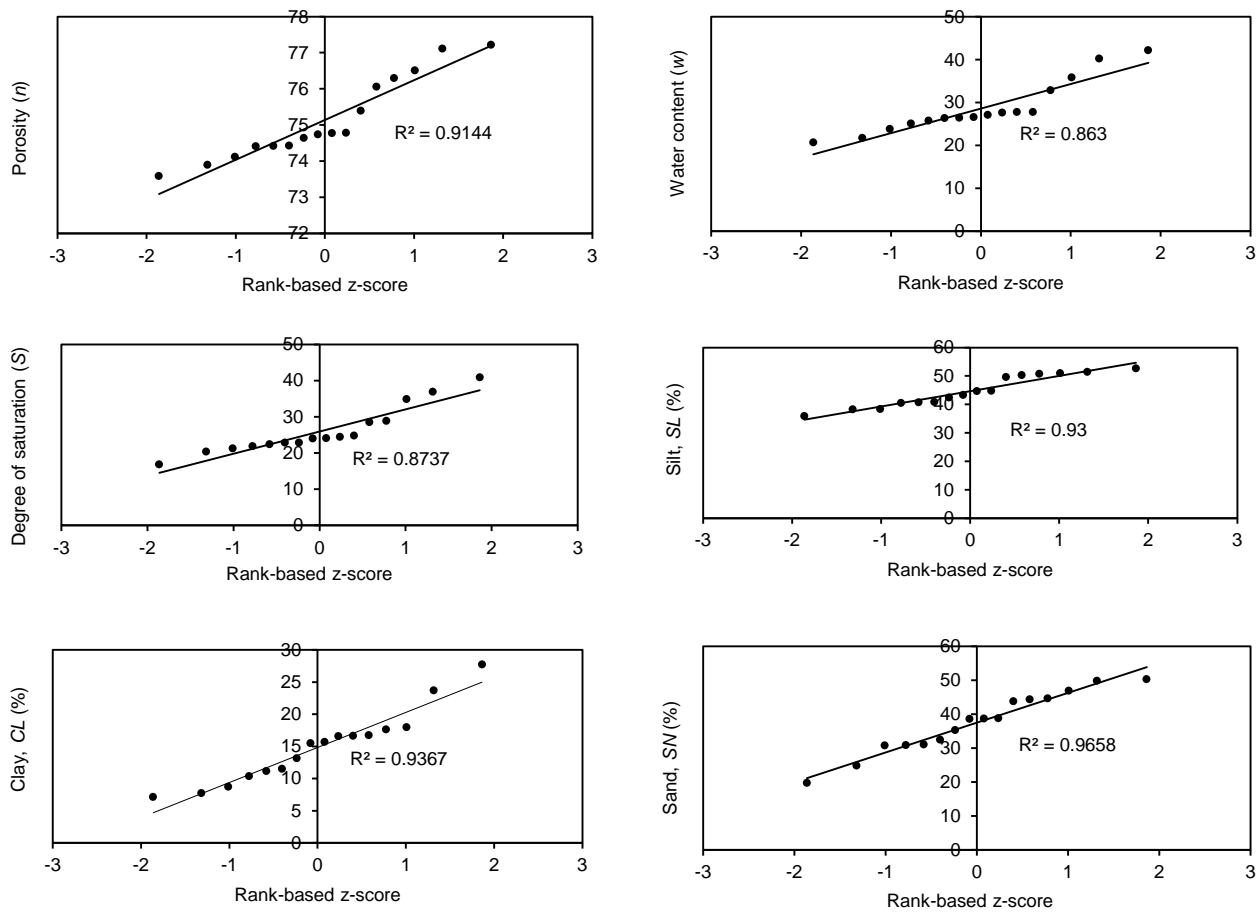 78
77
76
75
74
73
72
-3 -2 -1 0 1 2 3
Porosity (n)
Rank-based z-score
R² = 0.9144
50
40
30
20
10
0
-3 -2 -1 0 1 2 3
Water content (w)
Rank-based z-score
R² = 0.863
50
40
30
20
10
0
-3 -2 -1 0 1 2 3
Degree of saturation (S)
Rank-based z-score
R² = 0.8737
60
50
40
30
20
10
0
-3 -2 -1 0 1 2 3
Silt, SL (%)
Rank-based z-score
R² = 0.93
30
25
20
15
10
5
0
-3 -2 -1 0 1 2 3
Clay, CL (%)
Rank-based z-score
R² = 0.9367
60
50
40
30
20
10
0
-3 -2 -1 0 1 2 3
Sand, SN (%)
Rank-based z-score
R² = 0.9658